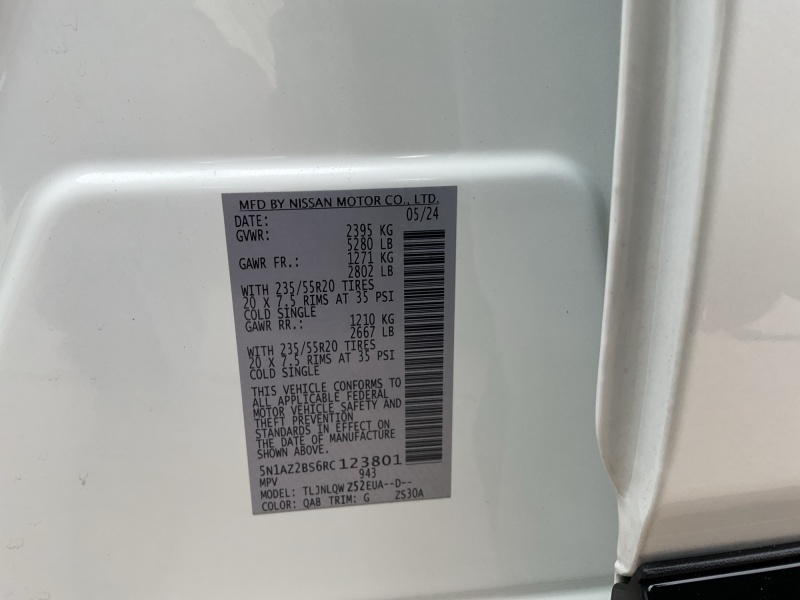 MFD BY NISSAN MOTOR CO., LTD.
DATE: 05/24
GVWR: 2395 KG
5280 LB
GAWR FR.: 1271 KG
2802 LB
WITH 235/55R20 TIRES
20 X 7.5 RIMS AT 35 PSI
COLD SINGLE
GAWR RR.: 1210 KG
2667 LB
WITH 235/55R20 TIRES
20 X 7.5 RIMS AT 35 PSI
COLD SINGLE
THIS VEHICLE CONFORMS TO
ALL APPLICABLE FEDERAL
MOTOR VEHICLE SAFETY AND
THEFT PREVENTION
STANDARDS IN EFFECT ON
THE DATE OF MANUFACTURE
SHOWN ABOVE.
5N1AZ2BS6RC123801
MPV 943
MODEL: TLJNLQW Z52EUA--D--
COLOR: QAB TRIM: G ZS30A